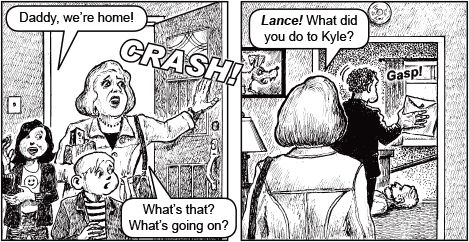 Daddy, we're home!
CRASH!
What's that?
What's going on?
Lance! What did
you do to Kyle?
Gasp!